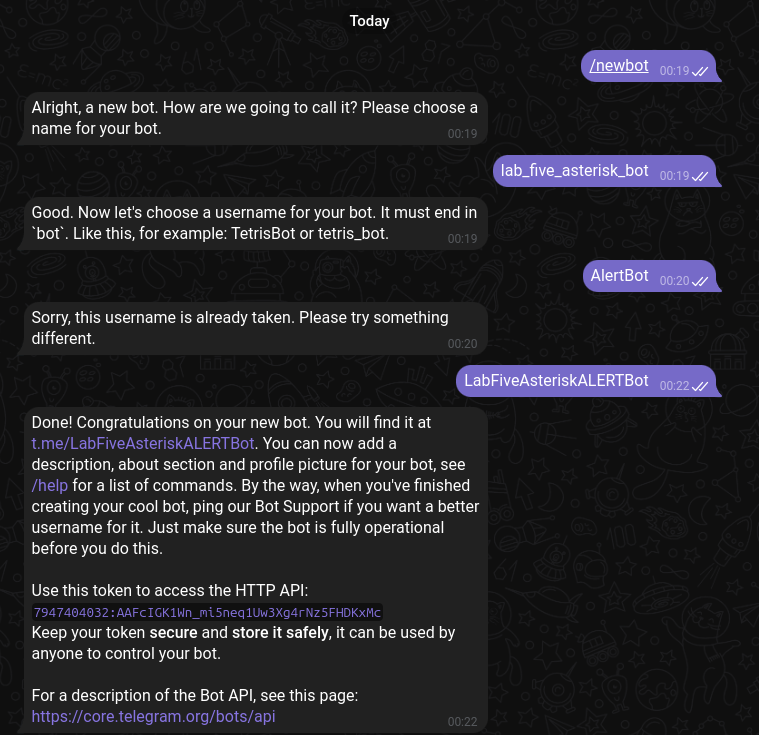 Today
/newbot 00:19
Alright, a new bot. How are we going to call it? Please choose a
name for your bot. 00:19
lab_five_asterisk_bot 00:19
Good. Now let's choose a username for your bot. It must end in
`bot`. Like this, for example: TetrisBot or tetris_bot. 00:19
AlertBot 00:20
Sorry, this username is already taken. Please try something
different. 00:20
LabFiveAsteriskALERTBot 00:22
Done! Congratulations on your new bot. You will find it at
t.me/LabFiveAsteriskALERTBot. You can now add a
description, about section and profile picture for your bot, see
/help for a list of commands. By the way, when you've finished
creating your cool bot, ping our Bot Support if you want a better
username for it. Just make sure the bot is fully operational
before you do this.
Use this token to access the HTTP API:
7947404032:AAFcIGK1Wn_mi5neq1Uw3Xg4rNz5FHDKxMc
Keep your token secure and store it safely, it can be used by
anyone to control your bot.
For a description of the Bot API, see this page:
https://core.telegram.org/bots/api 00:22